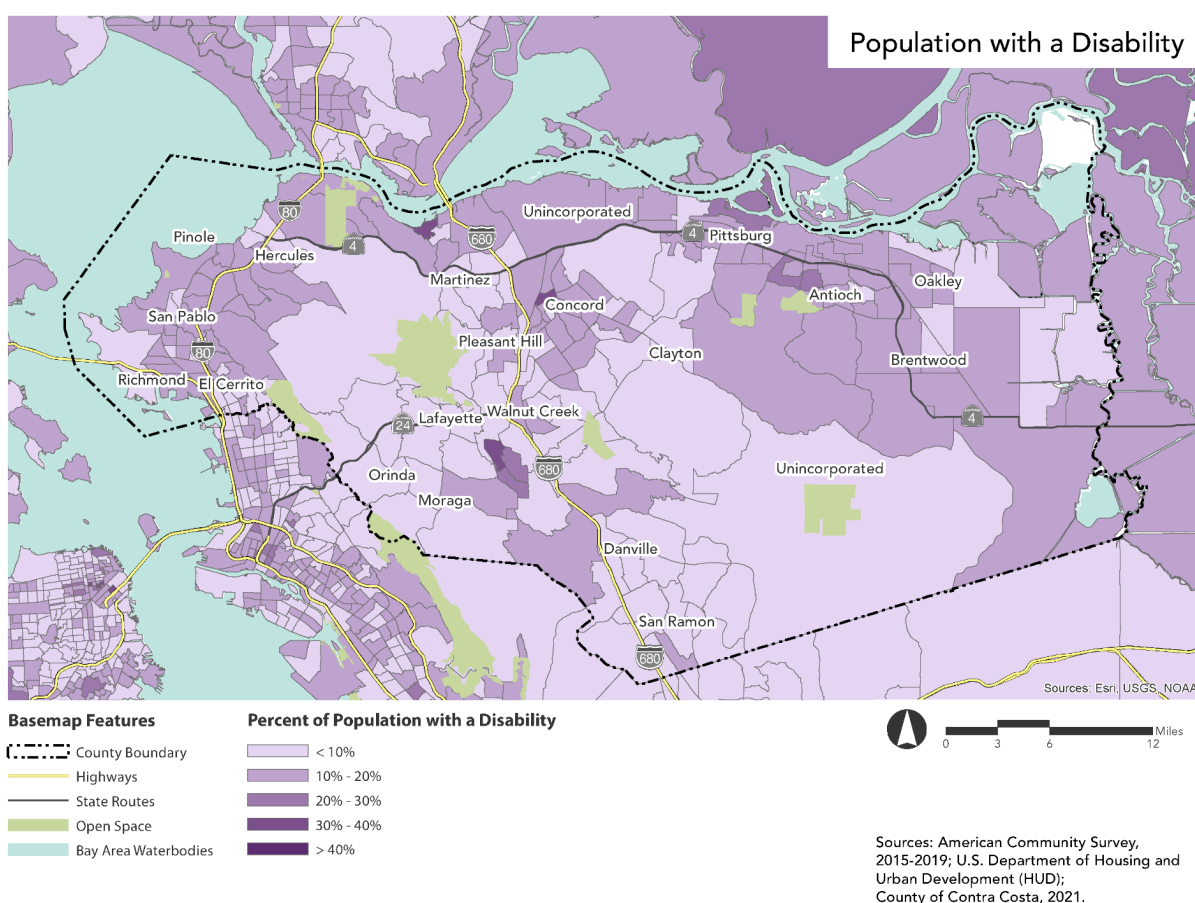 Population with a Disability
Unincorporated
80
Pinole
680
4
Pittsburg
4
Hercules
Martinez
Oakley
Antioch
Concord
San Pablo
Pleasant Hill
80
Clayton
Brentwood
Richmond
El Cerrito
24
Lafayette
Walnut Creek
4
Orinda
680
Unincorporated
Moraga
Danville
San Ramon
680
Sources: Esri, USGS, NOAA
Basemap Features
County Boundary
Highways
State Routes
Open Space
Bay Area Waterbodies
Percent of Population with a Disability
< 10%
10% - 20%
20% - 30%
30% - 40%
> 40%
Miles
0 3 6 12
Sources: American Community Survey,
2015-2019; U.S. Department of Housing and
Urban Development (HUD);
County of Contra Costa, 2021.